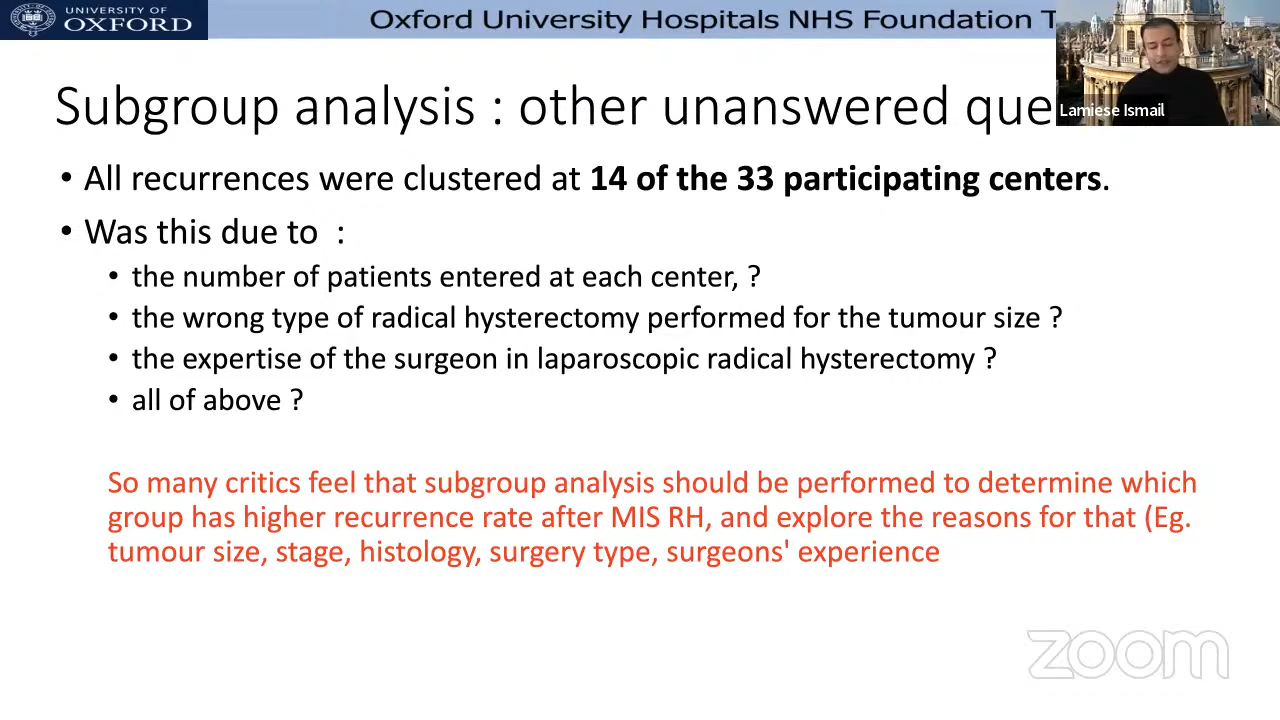 UNIVERSITY OF
OXFORD
Oxford University Hospitals NHS Foundation T
Lamiese Ismail
Subgroup analysis : other unanswered que
• All recurrences were clustered at 14 of the 33 participating centers.
• Was this due to :
• the number of patients entered at each center, ?
• the wrong type of radical hysterectomy performed for the tumour size ?
• the expertise of the surgeon in laparoscopic radical hysterectomy ?
• all of above ?
So many critics feel that subgroup analysis should be performed to determine which
group has higher recurrence rate after MIS RH, and explore the reasons for that (Eg.
tumour size, stage, histology, surgery type, surgeons' experience
zoom